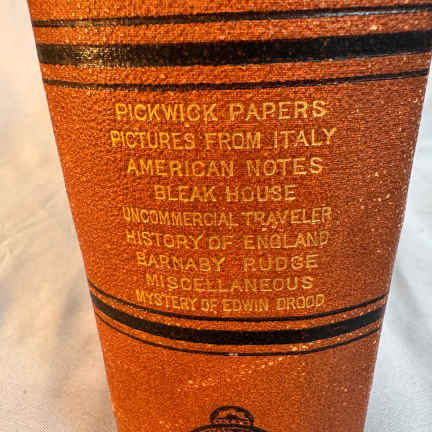 PICKWICK PAPERS
PICTURES FROM ITALY
AMERICAN NOTES
BLEAK HOUSE
UNCOMMERCIAL TRAVELER
HISTORY OF ENGLAND
BARNABY RUDGE
MISCELLANEOUS
MYSTERY OF EDWIN DROOD